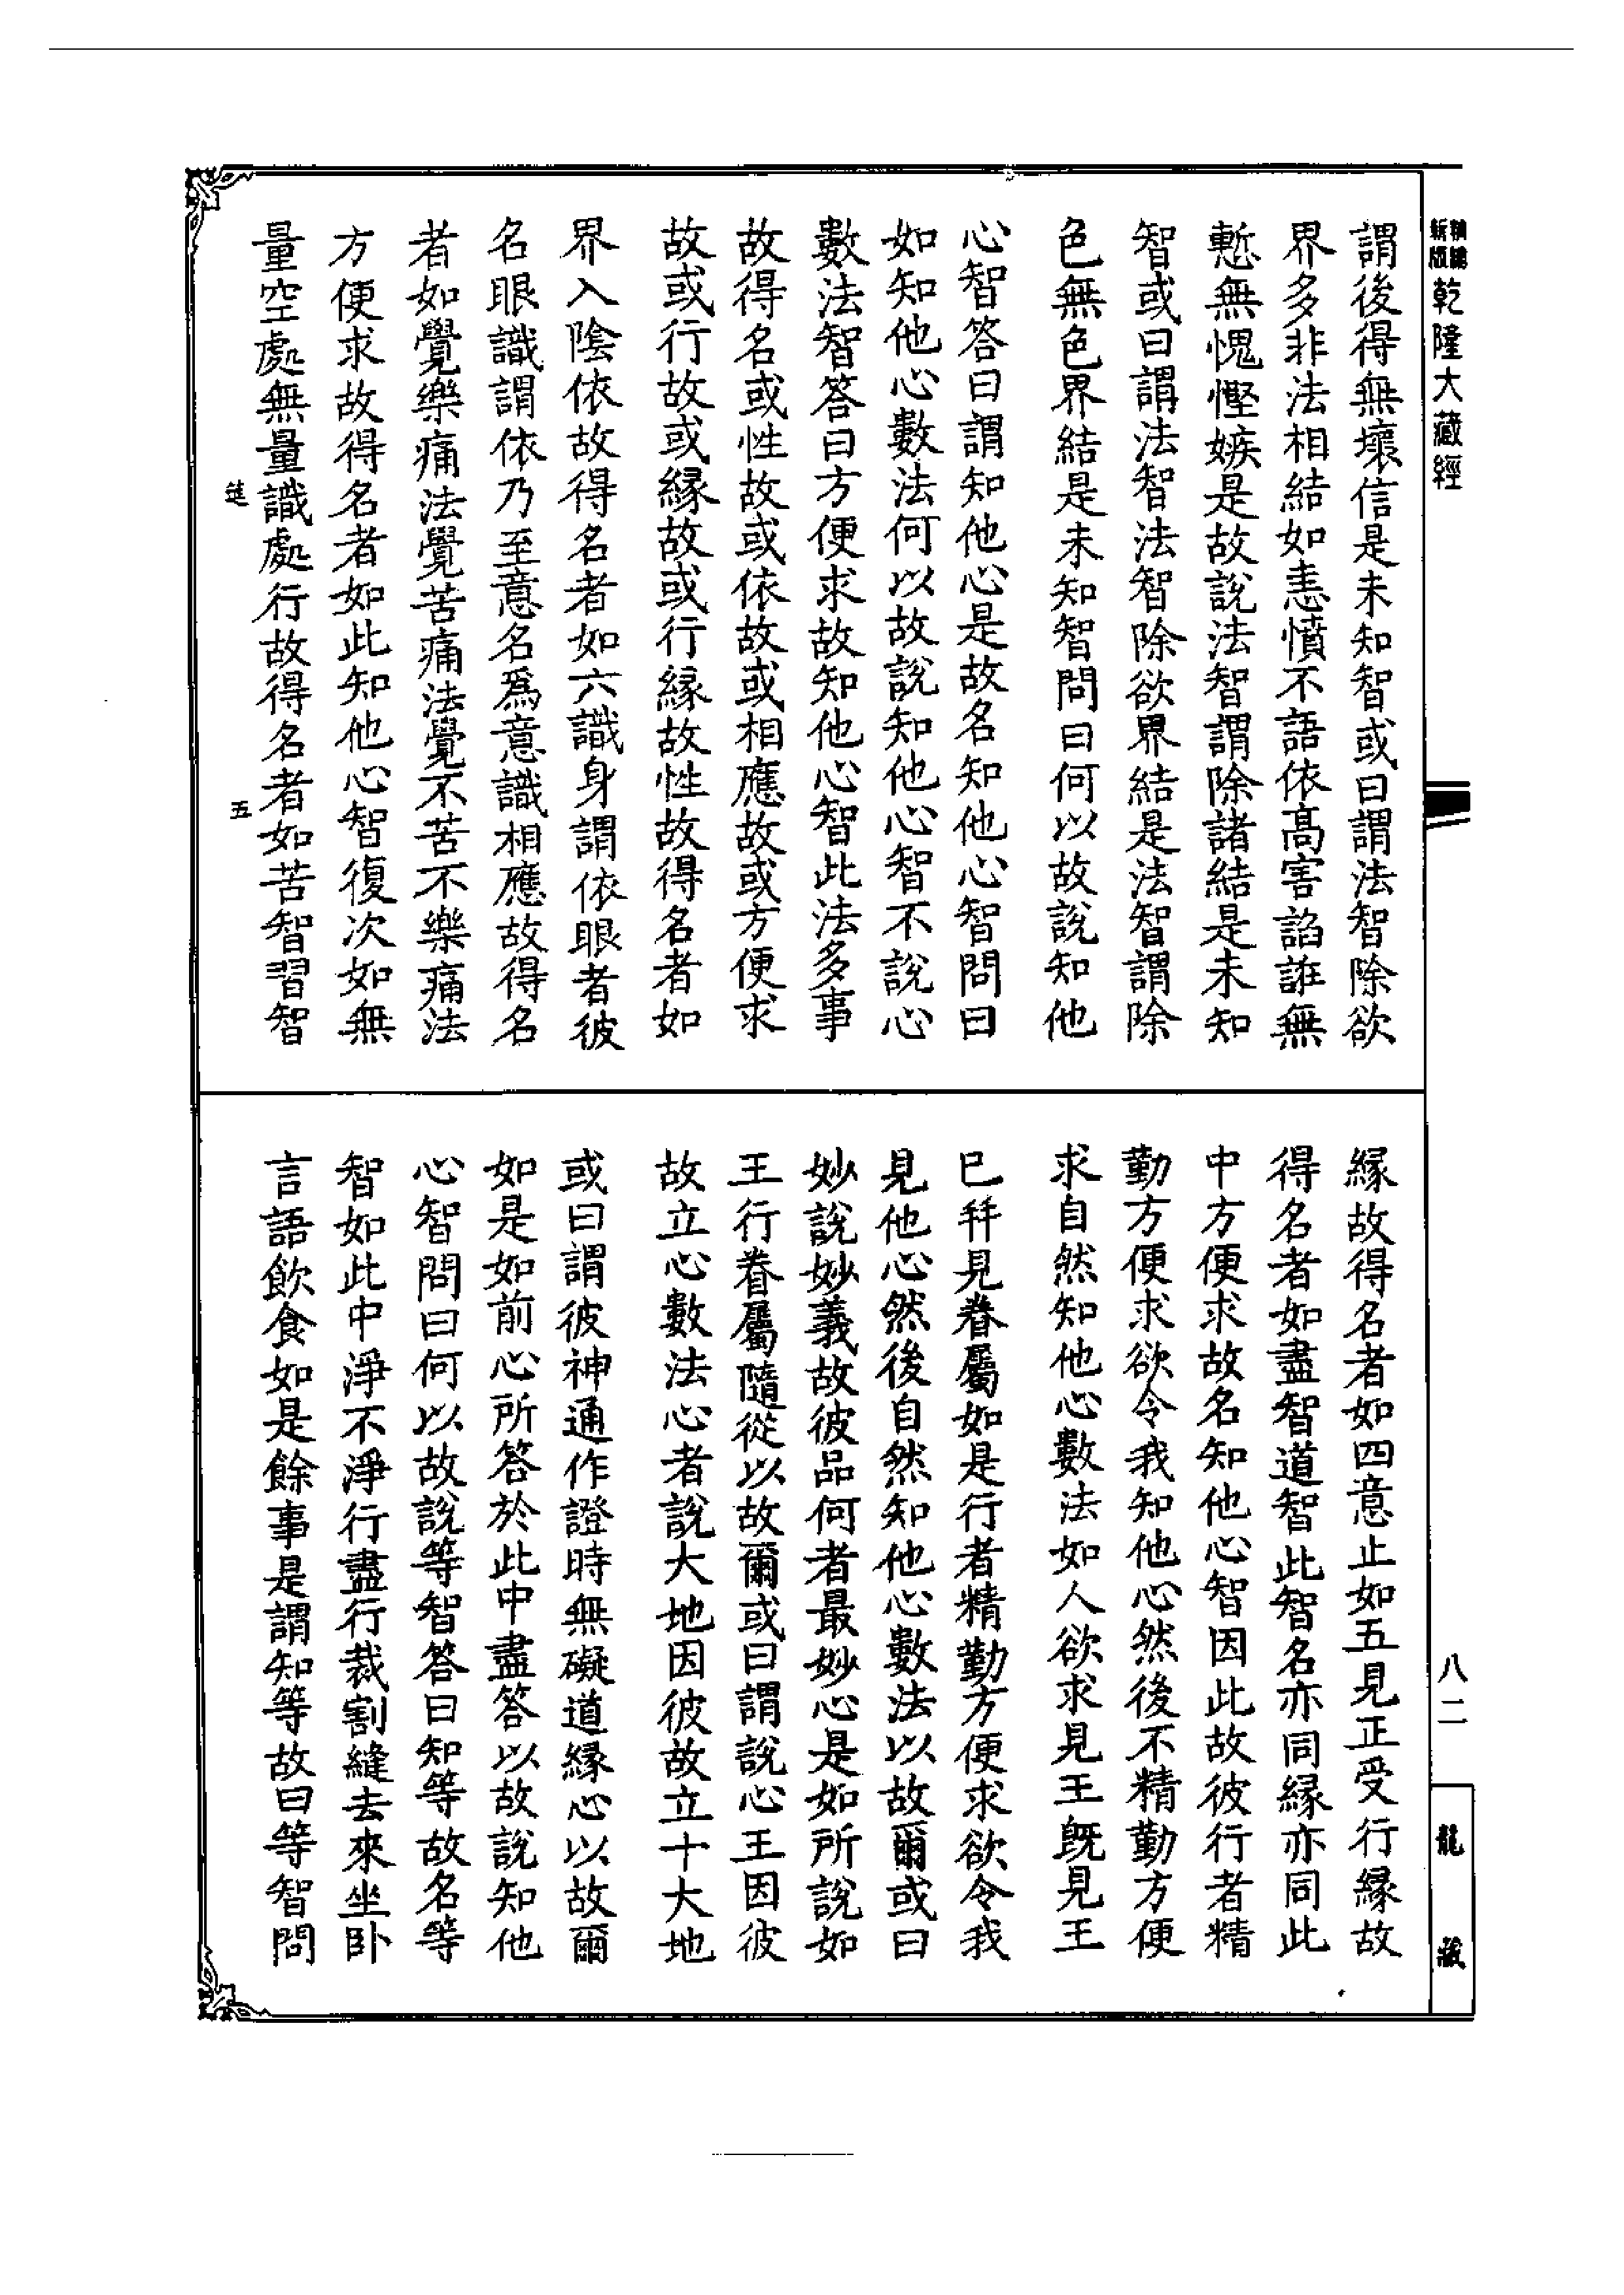 新版
精縮
乾隆大藏經
謂後得無壞信是未知智或曰謂法智除欲
界多非法相結如恚憤不語依高害諂誑無
慙無愧慳嫉是故說法智謂除諸結是未知
智或曰謂法智法智除欲界結是法智謂除
色無色界結是未知智問曰何以故說知他
心智答曰謂知他心是故名知他心智問曰
如知他心數法何以故說知他心智不說心
數法智答曰方便求故知他心智此法多事
故得名或性故或依故或相應故或方便求
故或行故或緣故或行緣故性故得名者如
界入陰依故得名者如六識身謂依眼者彼
名眼識謂依乃至意名爲意識相應故得名
者如覺樂痛法覺苦痛法覺不苦不樂痛法
方便求故得名者如此知他心智復次如無
量空處無量識處行故得名者如苦智習智
五
緣故得名者如四意止如五見正受行緣故
得名者如盡智道智此智名亦同緣亦同此
中方便求故名知他心智因此故彼行者精
勤方便求欲令我知他心然後不精勤方便
求自然知他心數法如人欲求見王既見王
已幷見眷屬如是行者精勤方便求欲令我
見他心然後自然知他心數法以故爾或曰
妙說妙義故彼品何者最妙心是如所說如
王行眷屬隨從以故爾或曰謂說心王因彼
故立心數法心者說大地因彼故立十大地
或曰謂彼神通作證時無礙道緣心以故爾
如是如前心所答於此中盡答以故說知他
心智問曰何以故說等智答曰知等故名等
智如此中淨不淨行盡行裁割縫去來坐臥
言語飲食如是餘事是謂知等故曰等智問
八二
龍藏